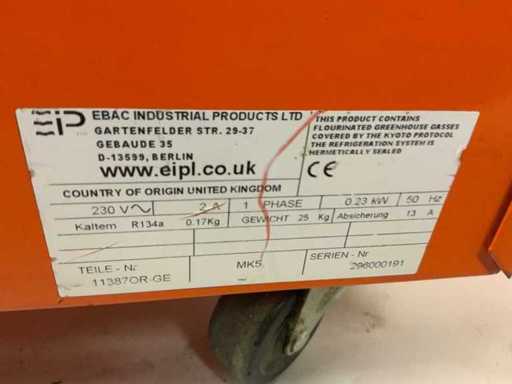 EIP LTD
EBAC INDUSTRIAL PRODUCTS LTD
GARTENFELDER STR. 29-37
GEBAUDE 35
D-13599, BERLIN
www.eipl.co.uk
THIS PRODUCT CONTAINS
FLOURINATED GREENHOUSE GASSES
COVERED BY THE KYOTO PROTOCOL
THE REFRIGERATION SYSTEM IS
HERMETICALLY SEALED
CE
COUNTRY OF ORIGIN UNITED KINGDOM
230 V 2 A 1 PHASE 0.23 kW 50 Hz
Kaltem R134a 0.17Kg GEWICHT 25 Kg Absicherung 13 A
TEILE - Nr MK5 SERIEN - Nr
11387OR-GE 296000191